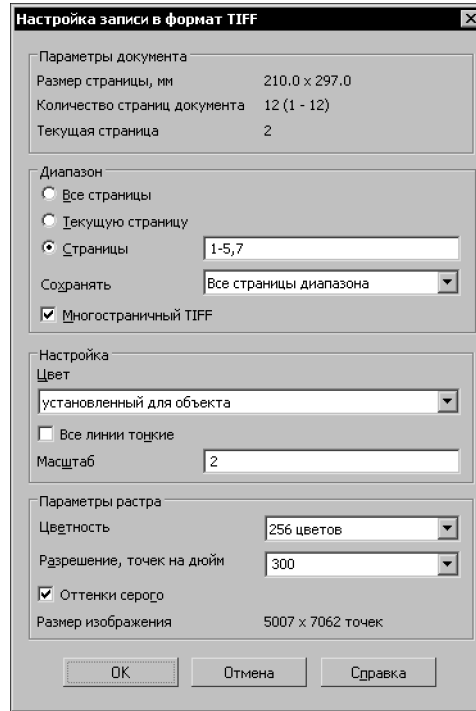 Настройка записи в формат TIFF
Параметры документа
Размер страницы, мм 210.0 x 297.0
Количество страниц документа 12 (1 - 12)
Текущая страница 2
Диапазон
Все страницы
Текущую страницу
Страницы 1-5,7
Сохранять Все страницы диапазона
Многостраничный TIFF
Настройка
Цвет
установленный для объекта
Все линии тонкие
Масштаб 2
Параметры растра
Цветность 256 цветов
Разрешение, точек на дюйм 300
Оттенки серого
Размер изображения 5007 x 7062 точек
OK Отмена Справка